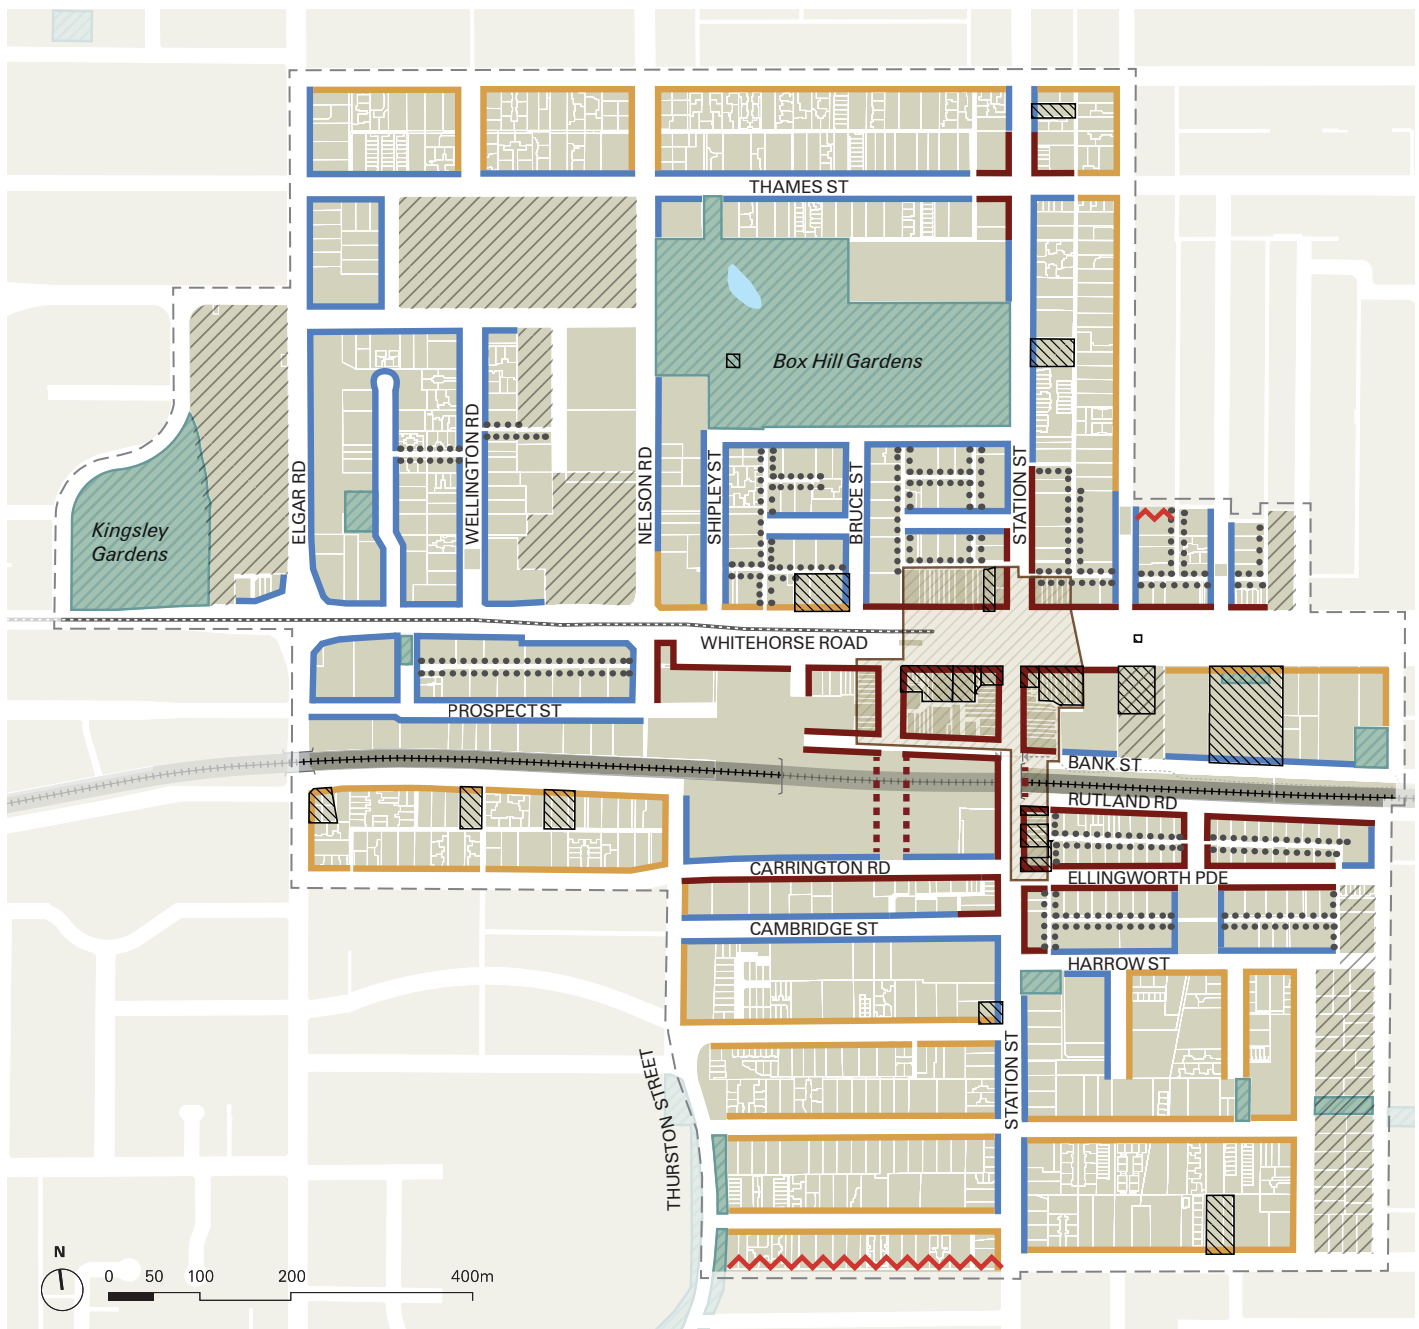 THAMES ST
Box Hill Gardens
Kingsley
Gardens
ELGAR RD
WELLINGTON RD
NELSON RD
SHIPLEY ST
BRUCE ST
STATION ST
WHITEHORSE ROAD
PROSPECT ST
BANK ST
RUTLAND RD
CARRINGTON RD
ELLINGWORTH PDE
CAMBRIDGE ST
HARROW ST
STATION ST
THURSTON STREET
N
0 50 100 200 400m